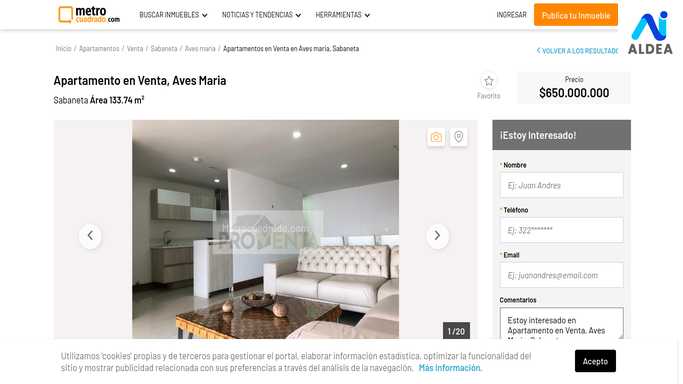 metro
cuadrado.com
BUSCAR INMUEBLES
NOTICIAS Y TENDENCIAS
HERRAMIENTAS
INGRESAR
Publica tu Inmueble
ALDEA
Inicio / Apartamentos / Venta / Sabaneta / Aves maria / Apartamentos en Venta en Aves maria, Sabaneta
VOLVER A LOS RESULTADO
Apartamento en Venta, Aves Maria
Sabaneta Área 133.74 m²
Favorito
Precio
$650.000.000
Metrocuadrado.com
1 / 20
¡Estoy Interesado!
* Nombre
Ej: Juan Andres
* Teléfono
Ej: 322*******
* Email
Ej: juanandres@email.com
Comentarios
Estoy interesado en
Apartamento en Venta, Aves
Utilizamos 'cookies' propias y de terceros para gestionar el portal, elaborar información estadística, optimizar la funcionalidad del
sitio y mostrar publicidad relacionada con sus preferencias a través del análisis de la navegación. Más información.
Acepto